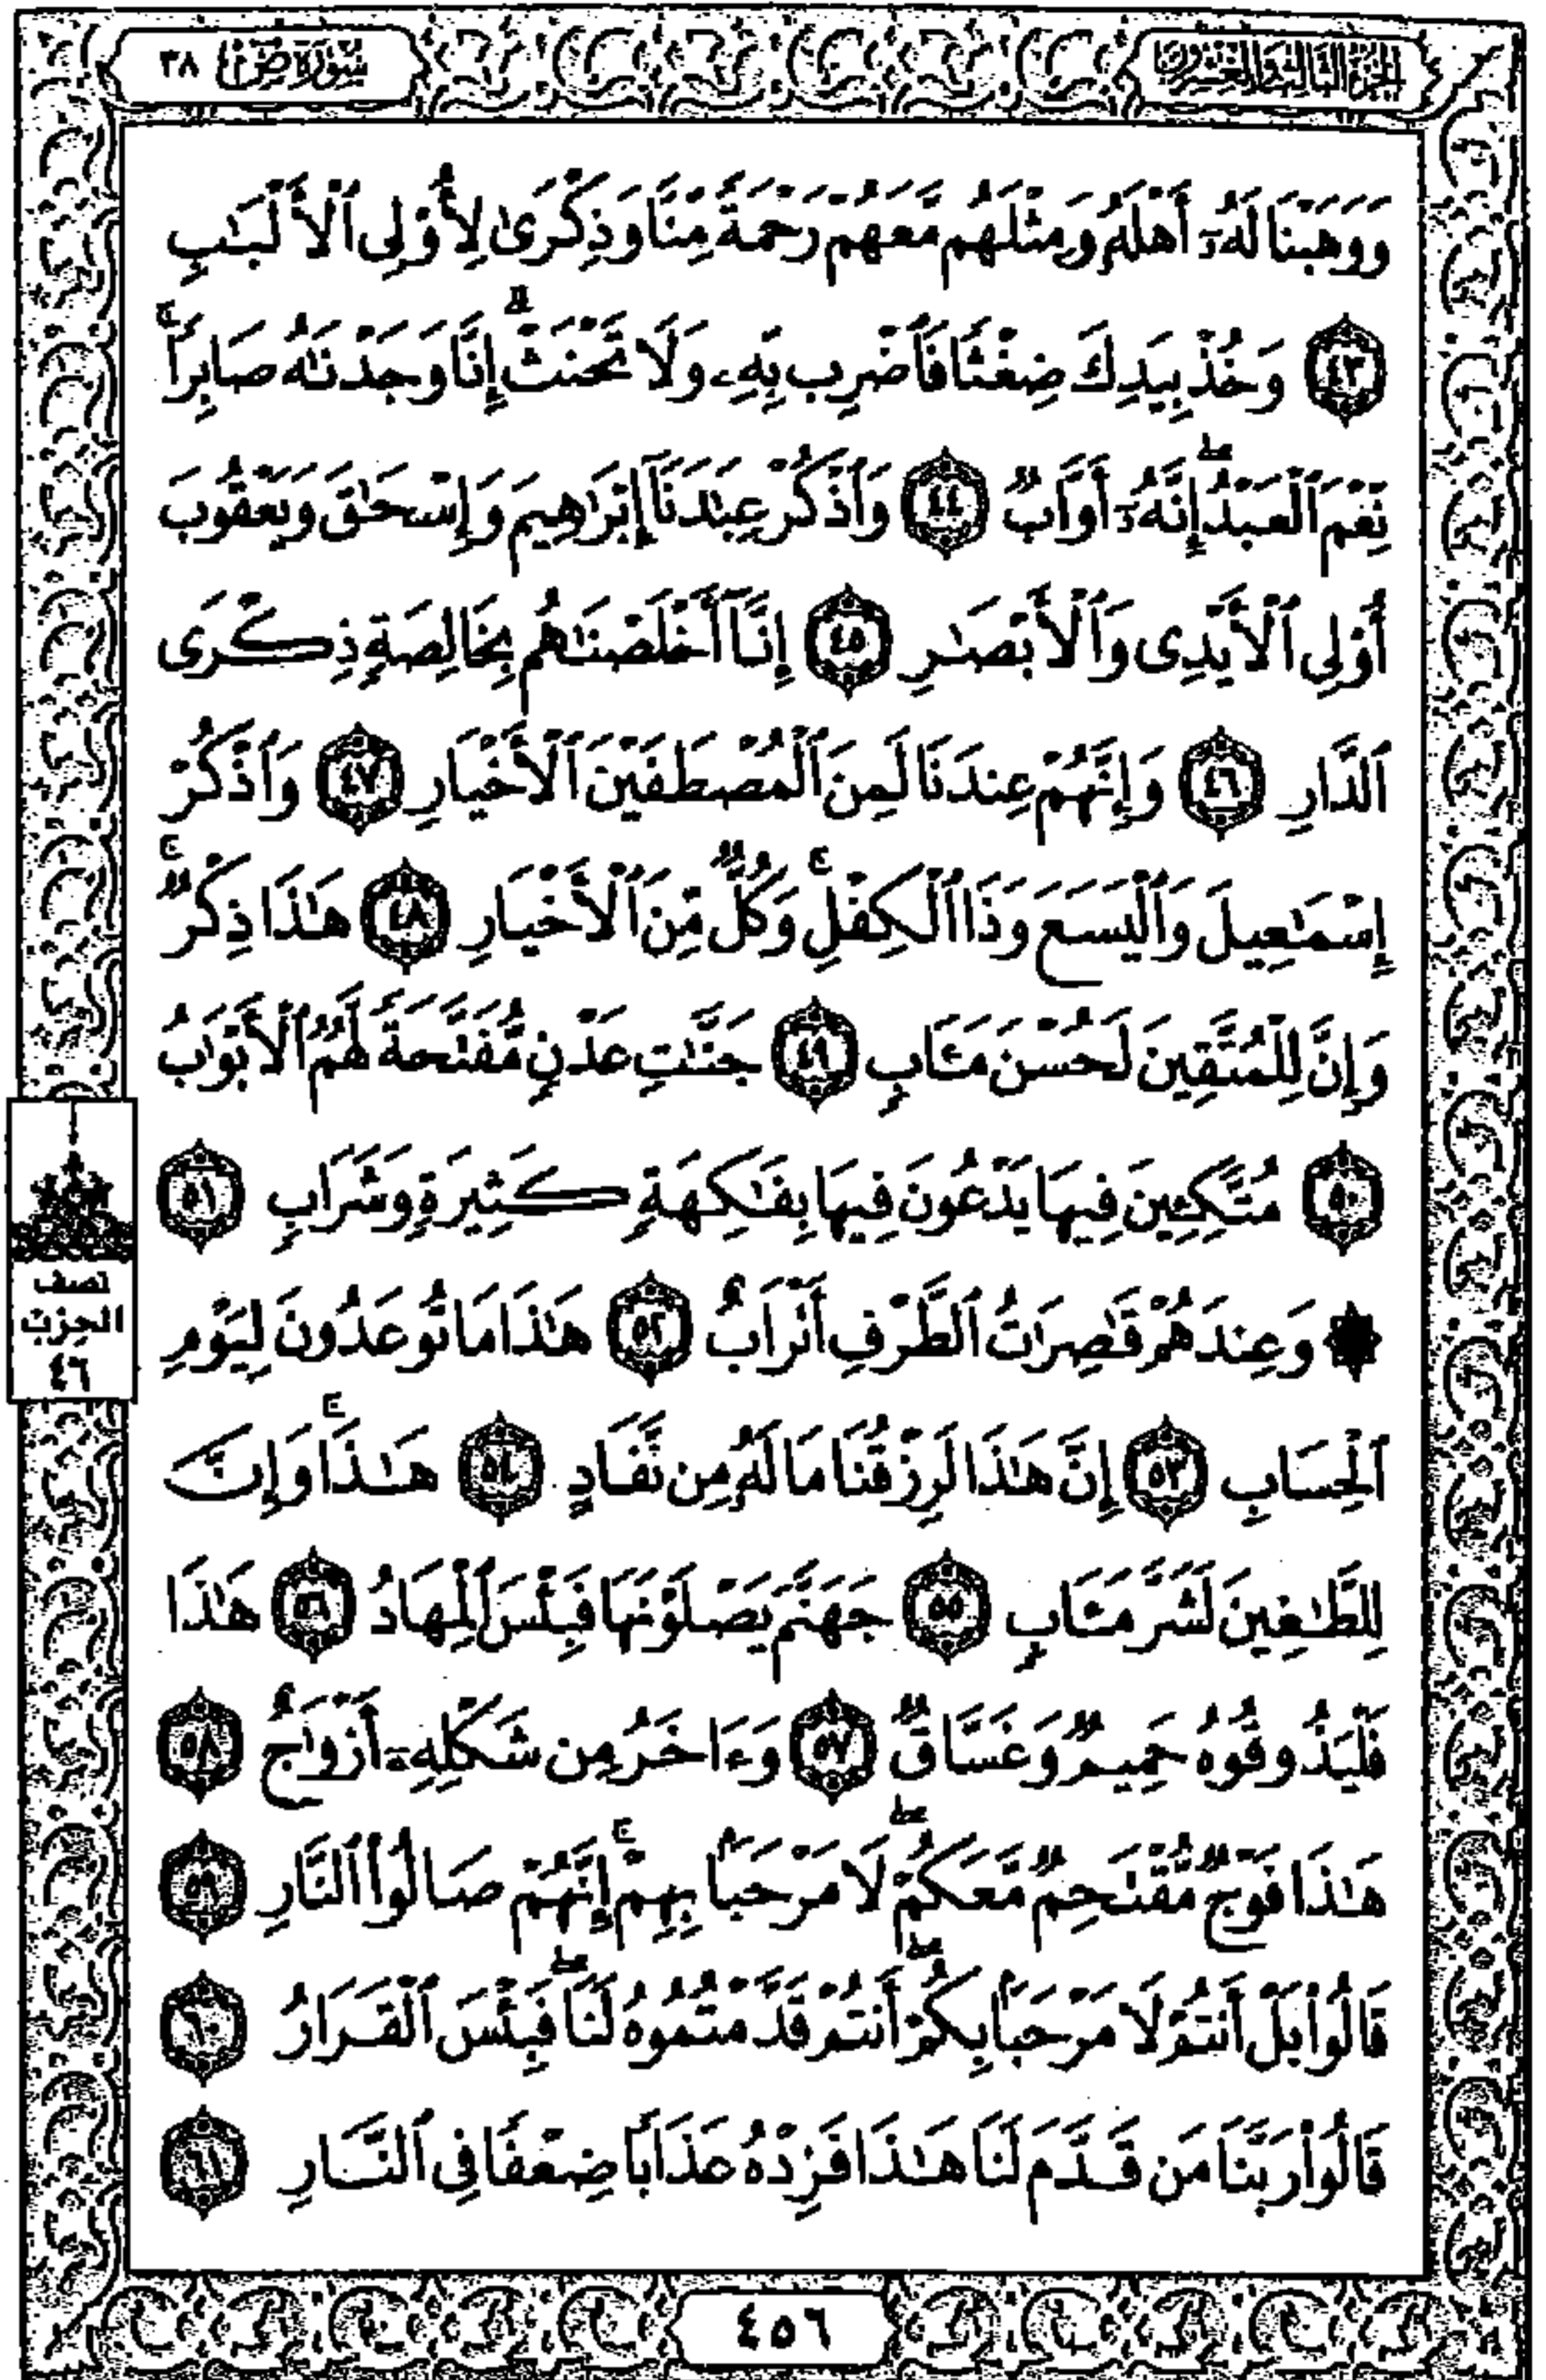 الجزء الثالث والعشرون
سورة ص ٣٨
وَوَهَبْنَا لَهُۥٓ أَهْلَهُۥ وَمِثْلَهُم مَّعَهُمْ رَحْمَةً مِّنَّا وَذِكْرَىٰ لِأُو۟لِى ٱلْأَلْبَـٰبِ
٤٣ وَخُذْ بِيَدِكَ ضِغْثًا فَٱضْرِب بِّهِۦ وَلَا تَحْنَثْ ۗ إِنَّا وَجَدْنَـٰهُ صَابِرًا ۚ
نِّعْمَ ٱلْعَبْدُ ۖ إِنَّهُۥٓ أَوَّابٌ ٤٤ وَٱذْكُرْ عِبَـٰدَنَآ إِبْرَٰهِيمَ وَإِسْحَـٰقَ وَيَعْقُوبَ
أُو۟لِى ٱلْأَيْدِى وَٱلْأَبْصَـٰرِ ٤٥ إِنَّآ أَخْلَصْنَـٰهُم بِخَالِصَةٍ ذِكْرَى
ٱلدَّارِ ٤٦ وَإِنَّهُمْ عِندَنَا لَمِنَ ٱلْمُصْطَفَيْنَ ٱلْأَخْيَارِ ٤٧ وَٱذْكُرْ
إِسْمَـٰعِيلَ وَٱلْيَسَعَ وَذَا ٱلْكِفْلِ ۚ وَكُلٌّ مِّنَ ٱلْأَخْيَارِ ٤٨ هَـٰذَا ذِكْرٌ ۚ
وَإِنَّ لِلْمُتَّقِينَ لَحُسْنَ مَـَٔابٍ ٤٩ جَنَّـٰتِ عَدْنٍ مُّفَتَّحَةً لَّهُمُ ٱلْأَبْوَٰبُ
٥٠ مُتَّكِـِٔينَ فِيهَا يَدْعُونَ فِيهَا بِفَـٰكِهَةٍ كَثِيرَةٍ وَشَرَابٍ ٥١
۞ وَعِندَهُمْ قَـٰصِرَٰتُ ٱلطَّرْفِ أَتْرَابٌ ٥٢ هَـٰذَا مَا تُوعَدُونَ لِيَوْمِ
ٱلْحِسَابِ ٥٣ إِنَّ هَـٰذَا لَرِزْقُنَا مَا لَهُۥ مِن نَّفَادٍ ٥٤ هَـٰذَا ۚ وَإِنَّ
لِلطَّـٰغِينَ لَشَرَّ مَـَٔابٍ ٥٥ جَهَنَّمَ يَصْلَوْنَهَا فَبِئْسَ ٱلْمِهَادُ ٥٦ هَـٰذَا
فَلْيَذُوقُوهُ حَمِيمٌ وَغَسَّاقٌ ٥٧ وَءَاخَرُ مِن شَكْلِهِۦٓ أَزْوَٰجٌ ٥٨
هَـٰذَا فَوْجٌ مُّقْتَحِمٌ مَّعَكُمْ ۖ لَا مَرْحَبًۢا بِهِمْ ۚ إِنَّهُمْ صَالُوا۟ ٱلنَّارِ ٥٩
قَالُوا۟ بَلْ أَنتُمْ لَا مَرْحَبًۢا بِكُمْ ۖ أَنتُمْ قَدَّمْتُمُوهُ لَنَا ۖ فَبِئْسَ ٱلْقَرَارُ ٦٠
قَالُوا۟ رَبَّنَا مَن قَدَّمَ لَنَا هَـٰذَا فَزِدْهُ عَذَابًا ضِعْفًا فِى ٱلنَّارِ ٦١
نصف
الحزب
٤٦
٤٥٦